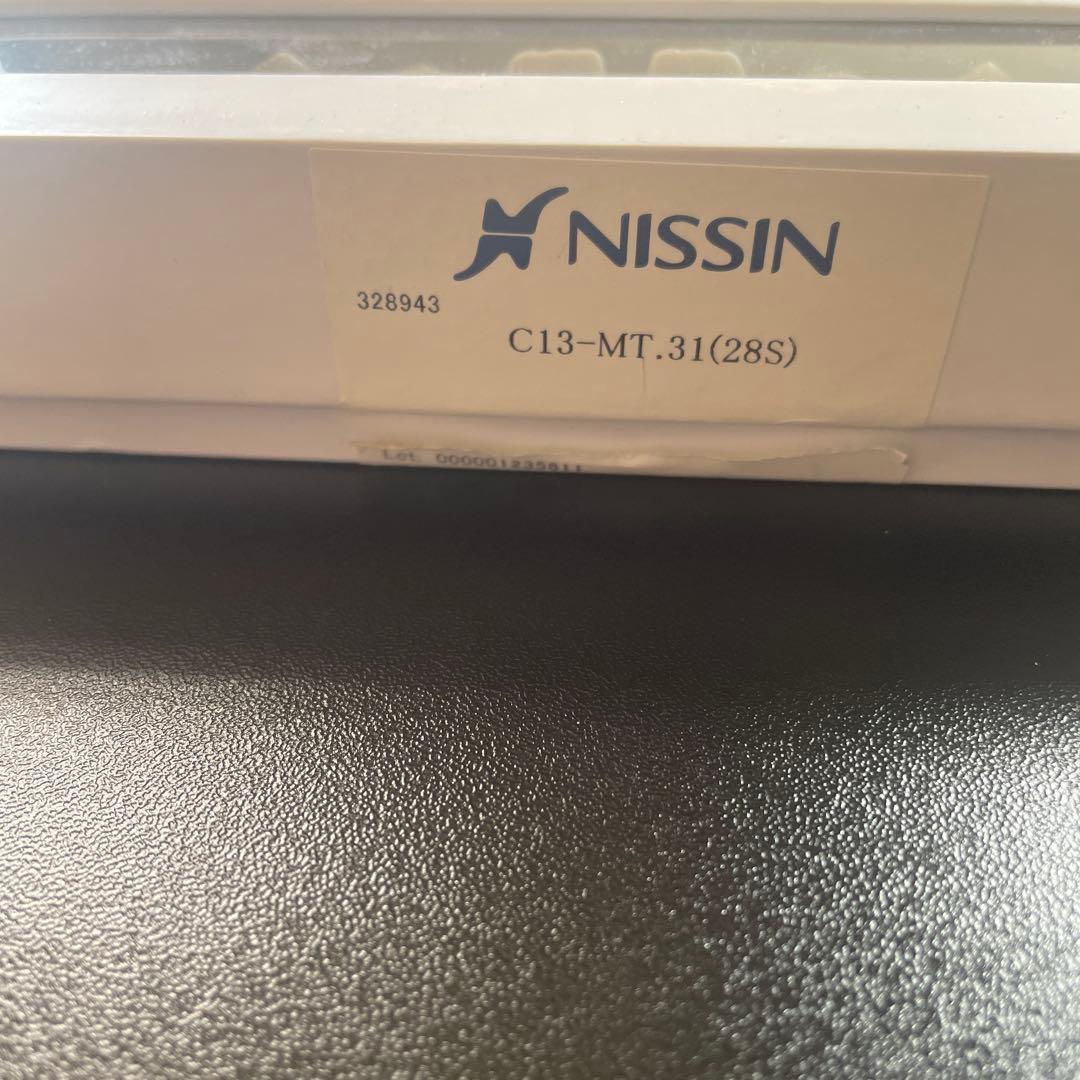 NISSIN
328943
C13-MT.31(28S)
Lot. 000001235611